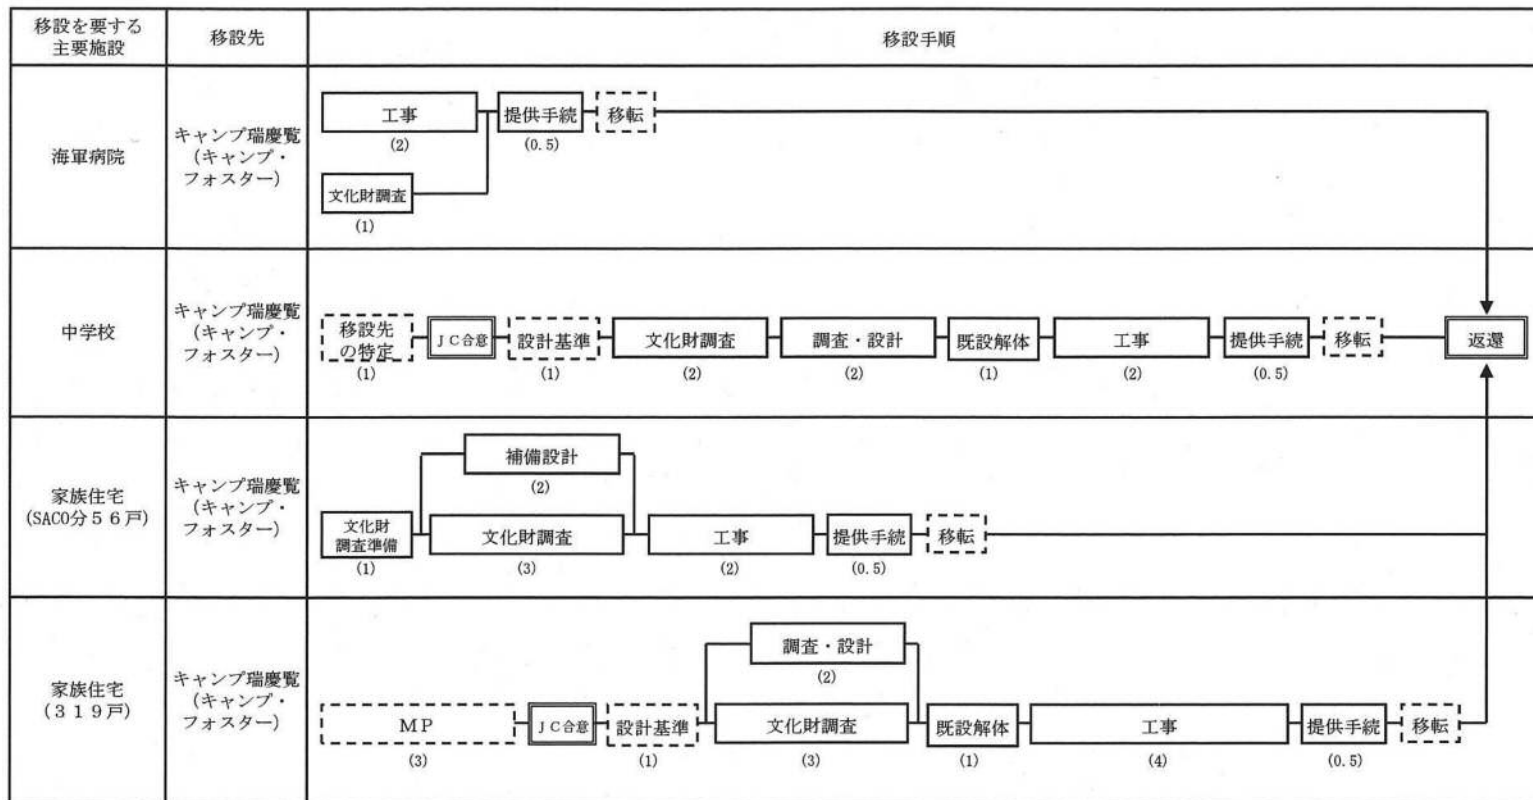 移設を要する
主要施設
移設先
移設手順
海軍病院
キャンプ瑞慶覧
(キャンプ・
フォスター)
工事
(2)
提供手続
(0.5)
移転
文化財調査
(1)
中学校
キャンプ瑞慶覧
(キャンプ・
フォスター)
移設先
の特定
(1)
JC合意
設計基準
(1)
文化財調査
(2)
調査・設計
(2)
既設解体
(1)
工事
(2)
提供手続
(0.5)
移転
返還
家族住宅
(SACO分56戸)
キャンプ瑞慶覧
(キャンプ・
フォスター)
補備設計
(2)
文化財
調査準備
(1)
文化財調査
(3)
工事
(2)
提供手続
(0.5)
移転
家族住宅
(319戸)
キャンプ瑞慶覧
(キャンプ・
フォスター)
調査・設計
(2)
MP
(3)
JC合意
設計基準
(1)
文化財調査
(3)
既設解体
(1)
工事
(4)
提供手続
(0.5)
移転